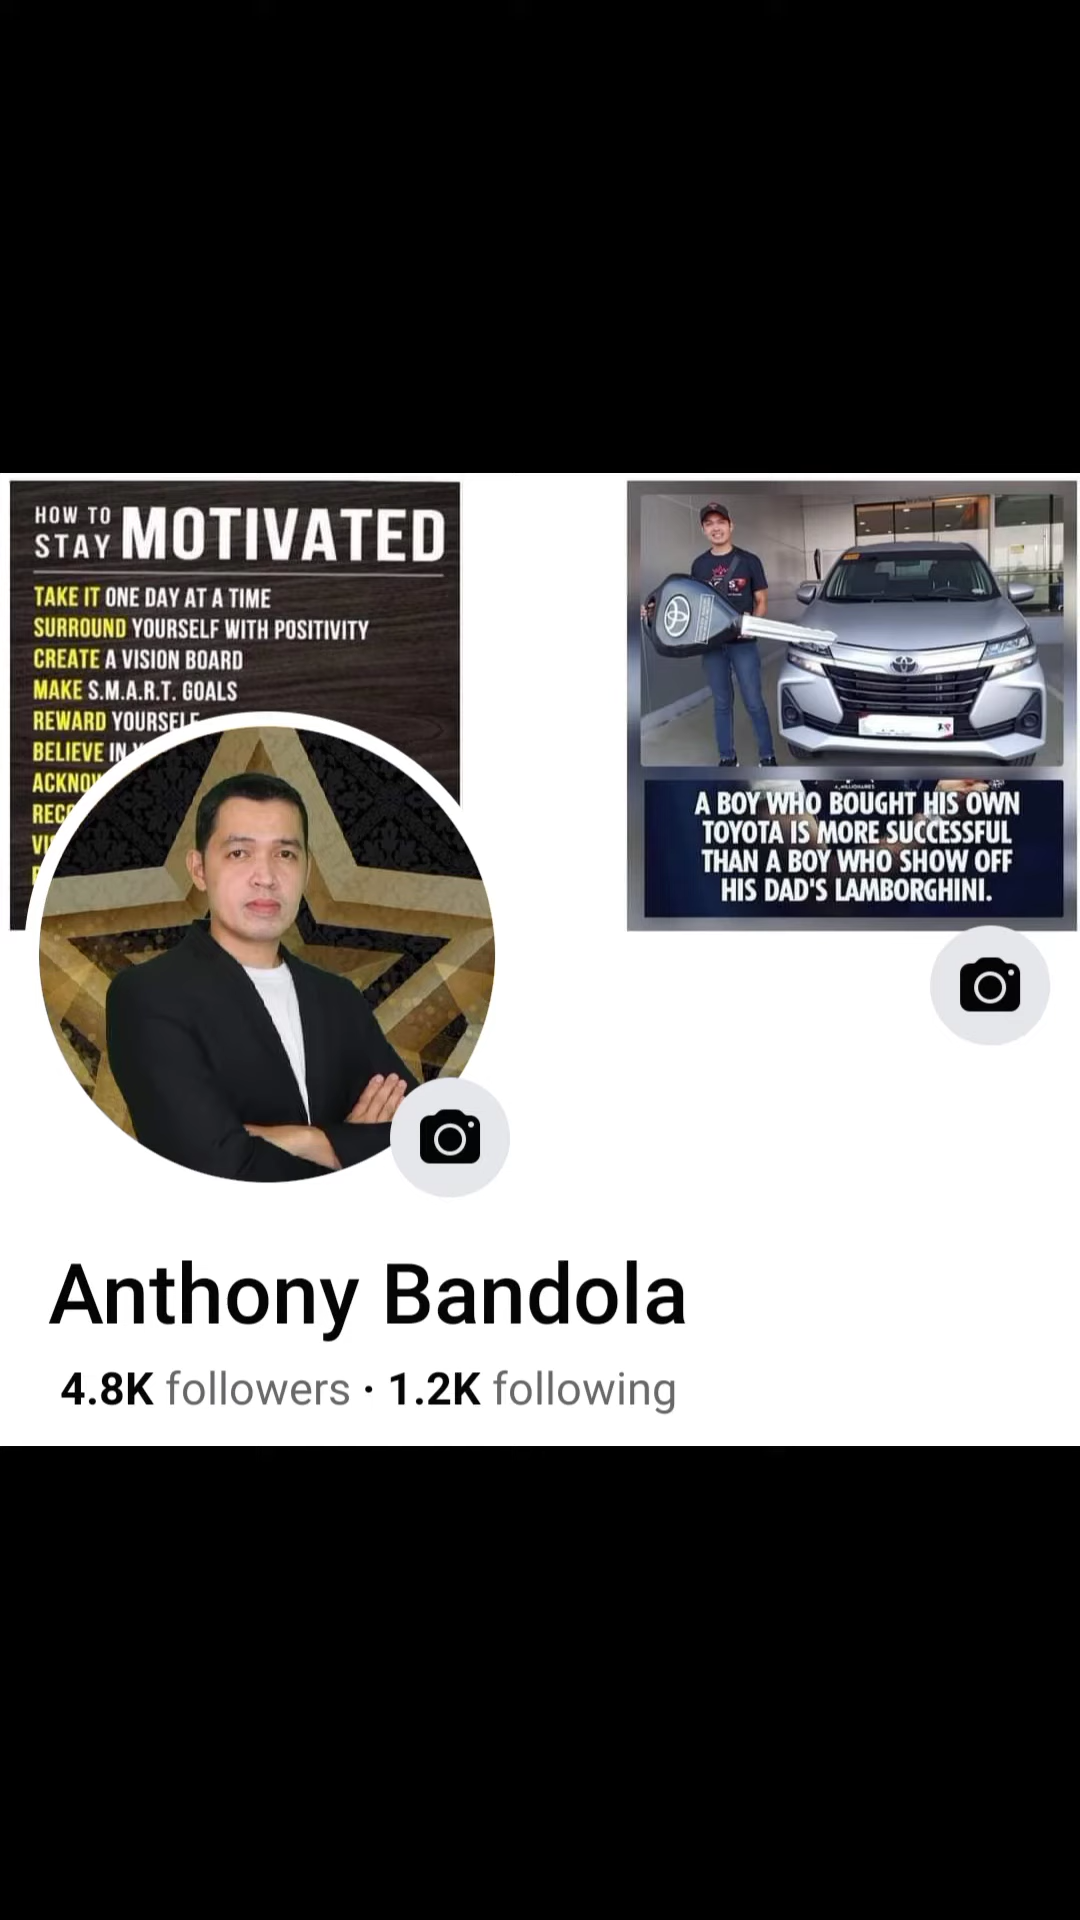 HOW TO
STAY MOTIVATED
TAKE IT ONE DAY AT A TIME
SURROUND YOURSELF WITH POSITIVITY
CREATE A VISION BOARD
MAKE S.M.A.R.T. GOALS
REWARD YOURSELF
BELIEVE IN
A BOY WHO BOUGHT HIS OWN
TOYOTA IS MORE SUCCESSFUL
THAN A BOY WHO SHOW OFF
HIS DAD'S LAMBORGHINI.
Anthony Bandola
4.8K followers · 1.2K following